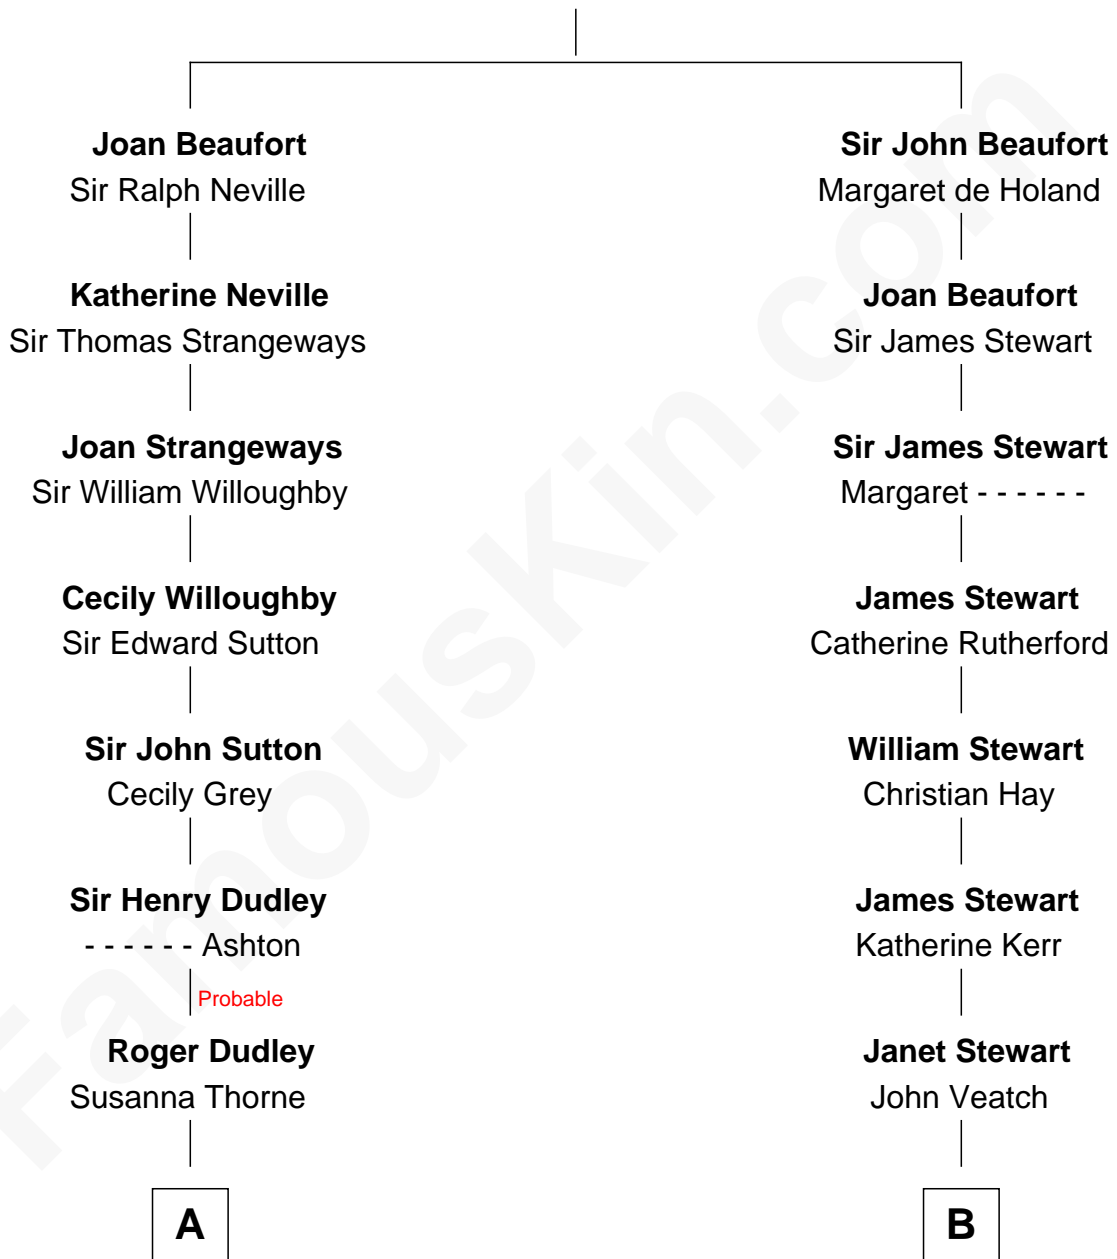 Joan Beaufort
Sir Ralph Neville
Katherine Neville
Sir Thomas Strangeways
Joan Strangeways
Sir William Willoughby
Cecily Willoughby
Sir Edward Sutton
Sir John Sutton
Cecily Grey
Sir Henry Dudley
- - - - - - Ashton
Probable
Roger Dudley
Susanna Thorne
A
Sir John Beaufort
Margaret de Holand
Joan Beaufort
Sir James Stewart
Sir James Stewart
Margaret - - - - - -
James Stewart
Catherine Rutherford
William Stewart
Christian Hay
James Stewart
Katherine Kerr
Janet Stewart
John Veatch
B
FamousKin.com